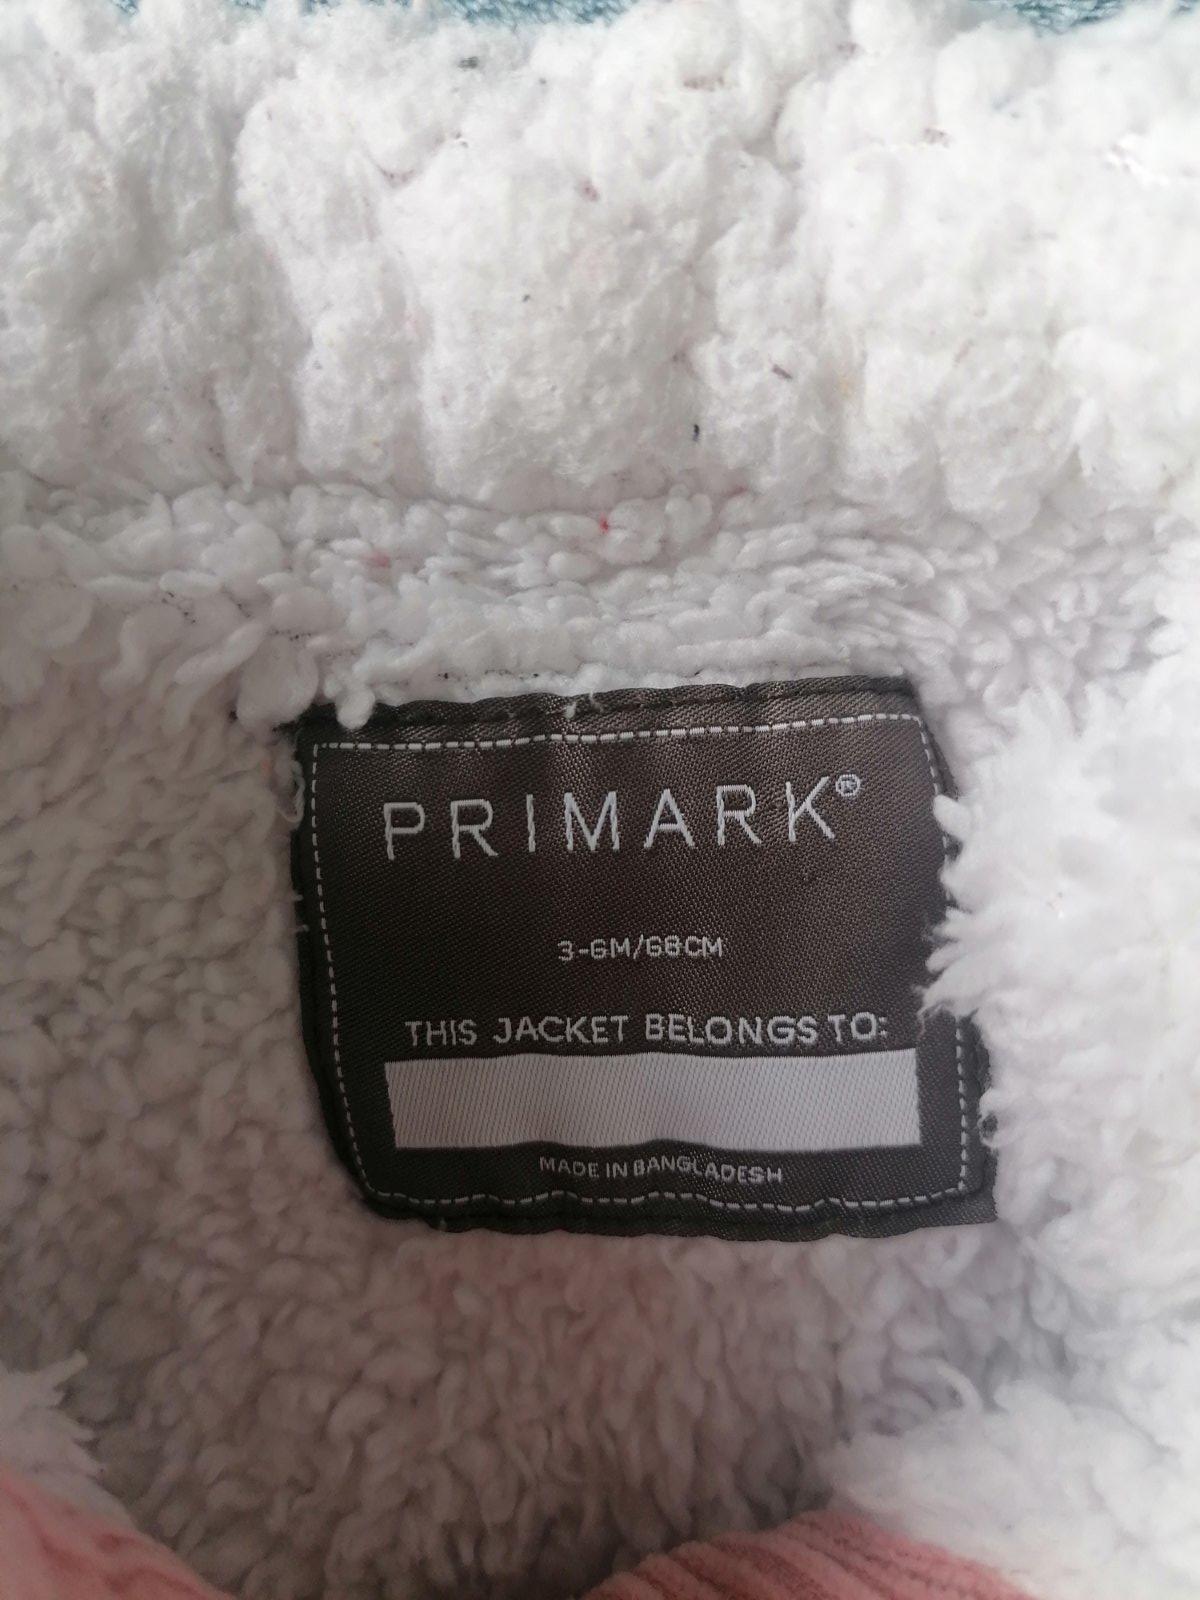 PRIMARK®
3-6M/68CM
THIS JACKET BELONGS TO:
MADE IN BANGLADESH